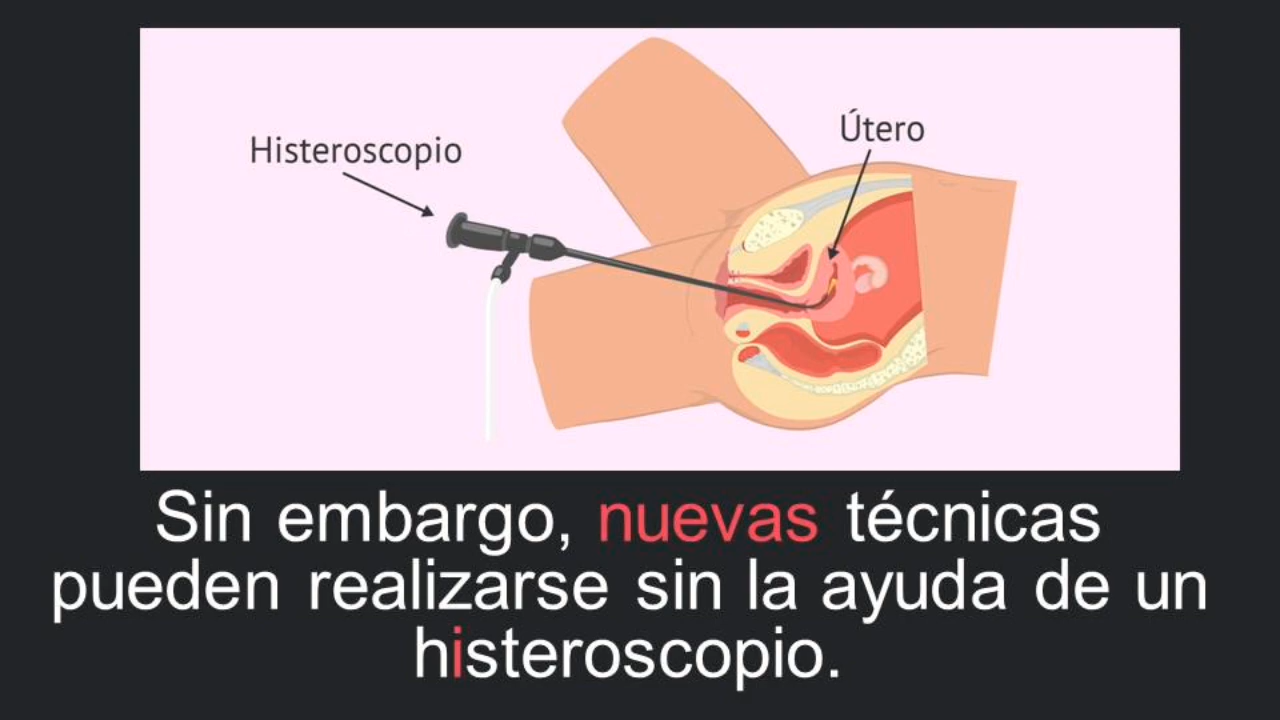 Histeroscopio
Útero
Sin embargo, nuevas técnicas
pueden realizarse sin la ayuda de un
histeroscopio.